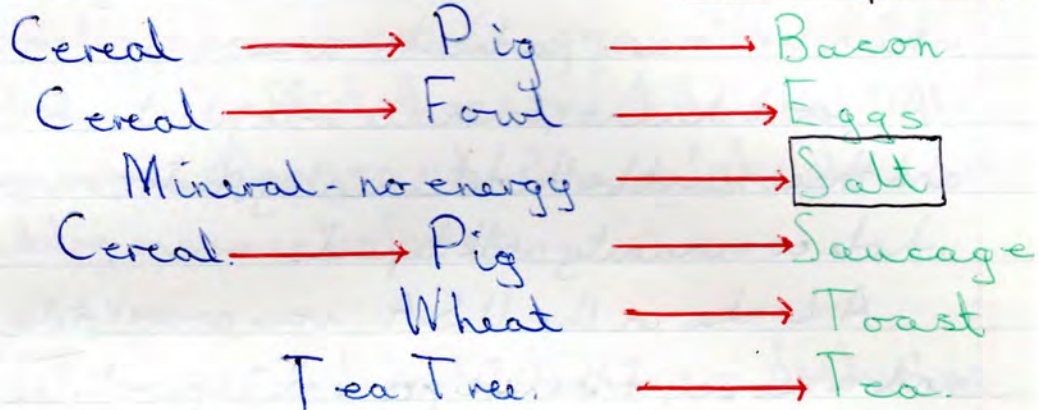 Cereal → Pig → Bacon
Cereal → Fowl → Eggs
Mineral - no energy → Salt
Cereal. → Pig → Saucage
Wheat → Toast
Tea Tree. → Tea.